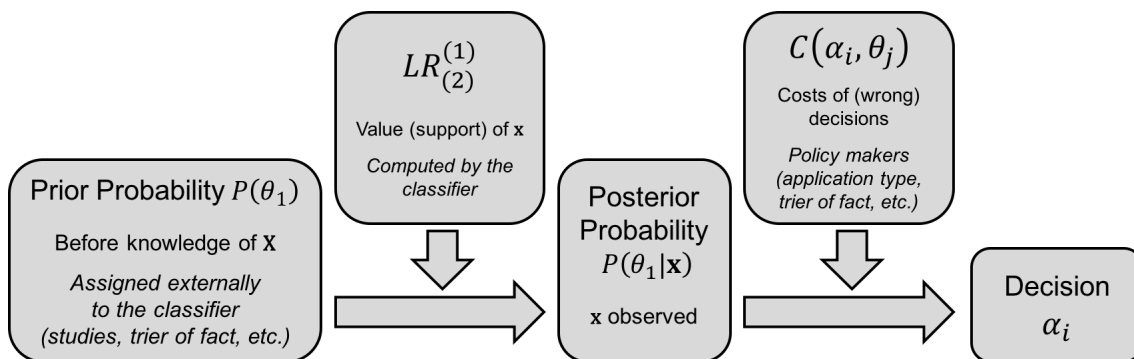 Prior Probability P(θ₁)
Before knowledge of X
Assigned externally
to the classifier
(studies, trier of fact, etc.)
LR₍₂₎⁽¹⁾
Value (support) of x
Computed by the
classifier
Posterior
Probability
P(θ₁|x)
x observed
C(αᵢ, θⱼ)
Costs of (wrong)
decisions
Policy makers
(application type,
trier of fact, etc.)
Decision
αᵢ